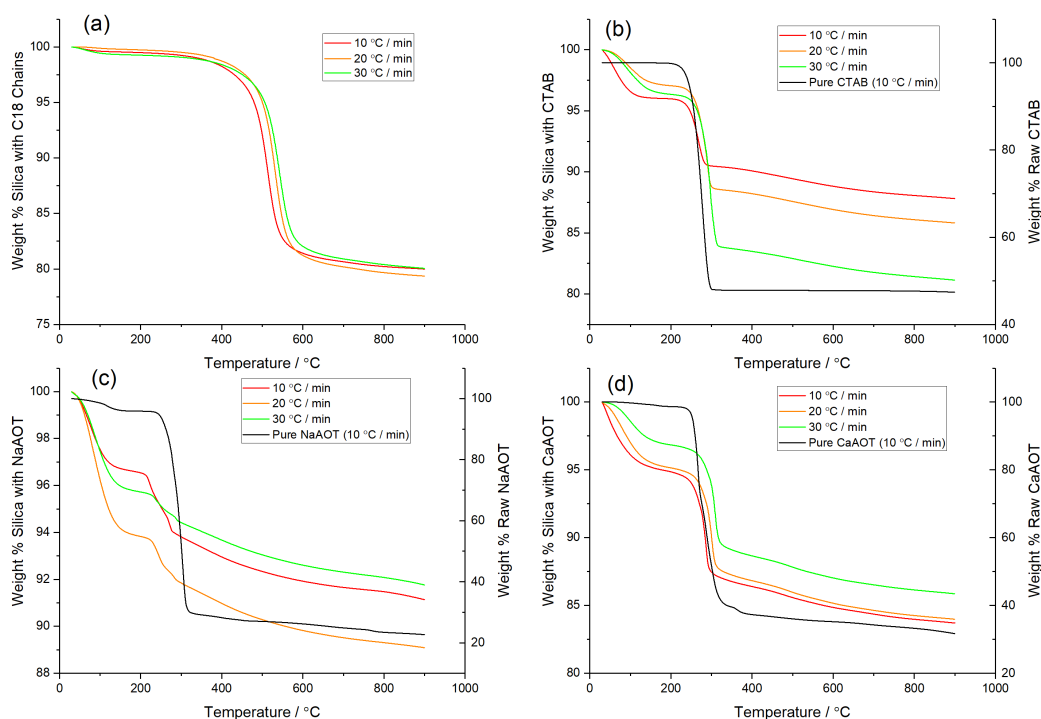 (a)
10 °C / min
20 °C / min
30 °C / min
Weight % Silica with C18 Chains
100
95
90
85
80
75
0
200
400
600
800
1000
Temperature / °C
(b)
10 °C / min
20 °C / min
30 °C / min
Pure CTAB (10 °C / min)
Weight % Silica with CTAB
100
95
90
85
80
Weight % Raw CTAB
100
90
80
70
60
50
40
0
200
400
600
800
1000
Temperature / °C
(c)
10 °C / min
20 °C / min
30 °C / min
Pure NaAOT (10 °C / min)
Weight % Silica with NaAOT
100
98
96
94
92
90
88
Weight % Raw NaAOT
100
80
60
40
20
0
200
400
600
800
1000
Temperature / °C
(d)
10 °C / min
20 °C / min
30 °C / min
Pure CaAOT (10 °C / min)
Weight % Silica with CaAOT
100
95
90
85
80
Weight % Raw CaAOT
100
80
60
40
20
0
200
400
600
800
1000
Temperature / °C